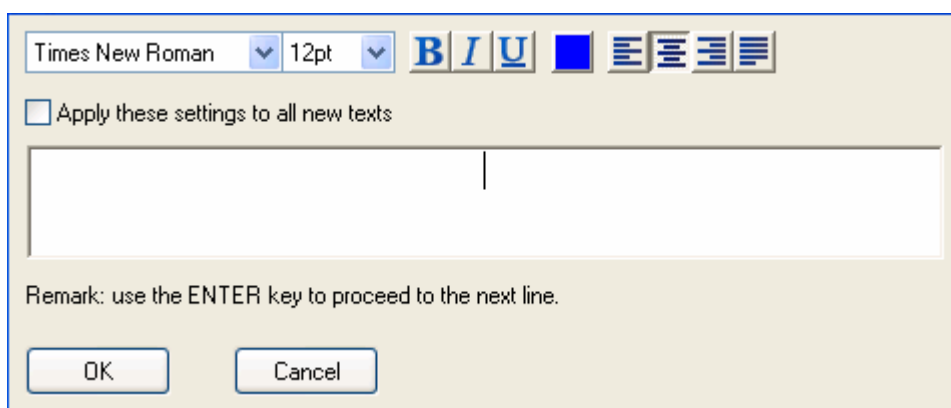 Times New Roman 12pt B I U
Apply these settings to all new texts
Remark: use the ENTER key to proceed to the next line.
OK Cancel